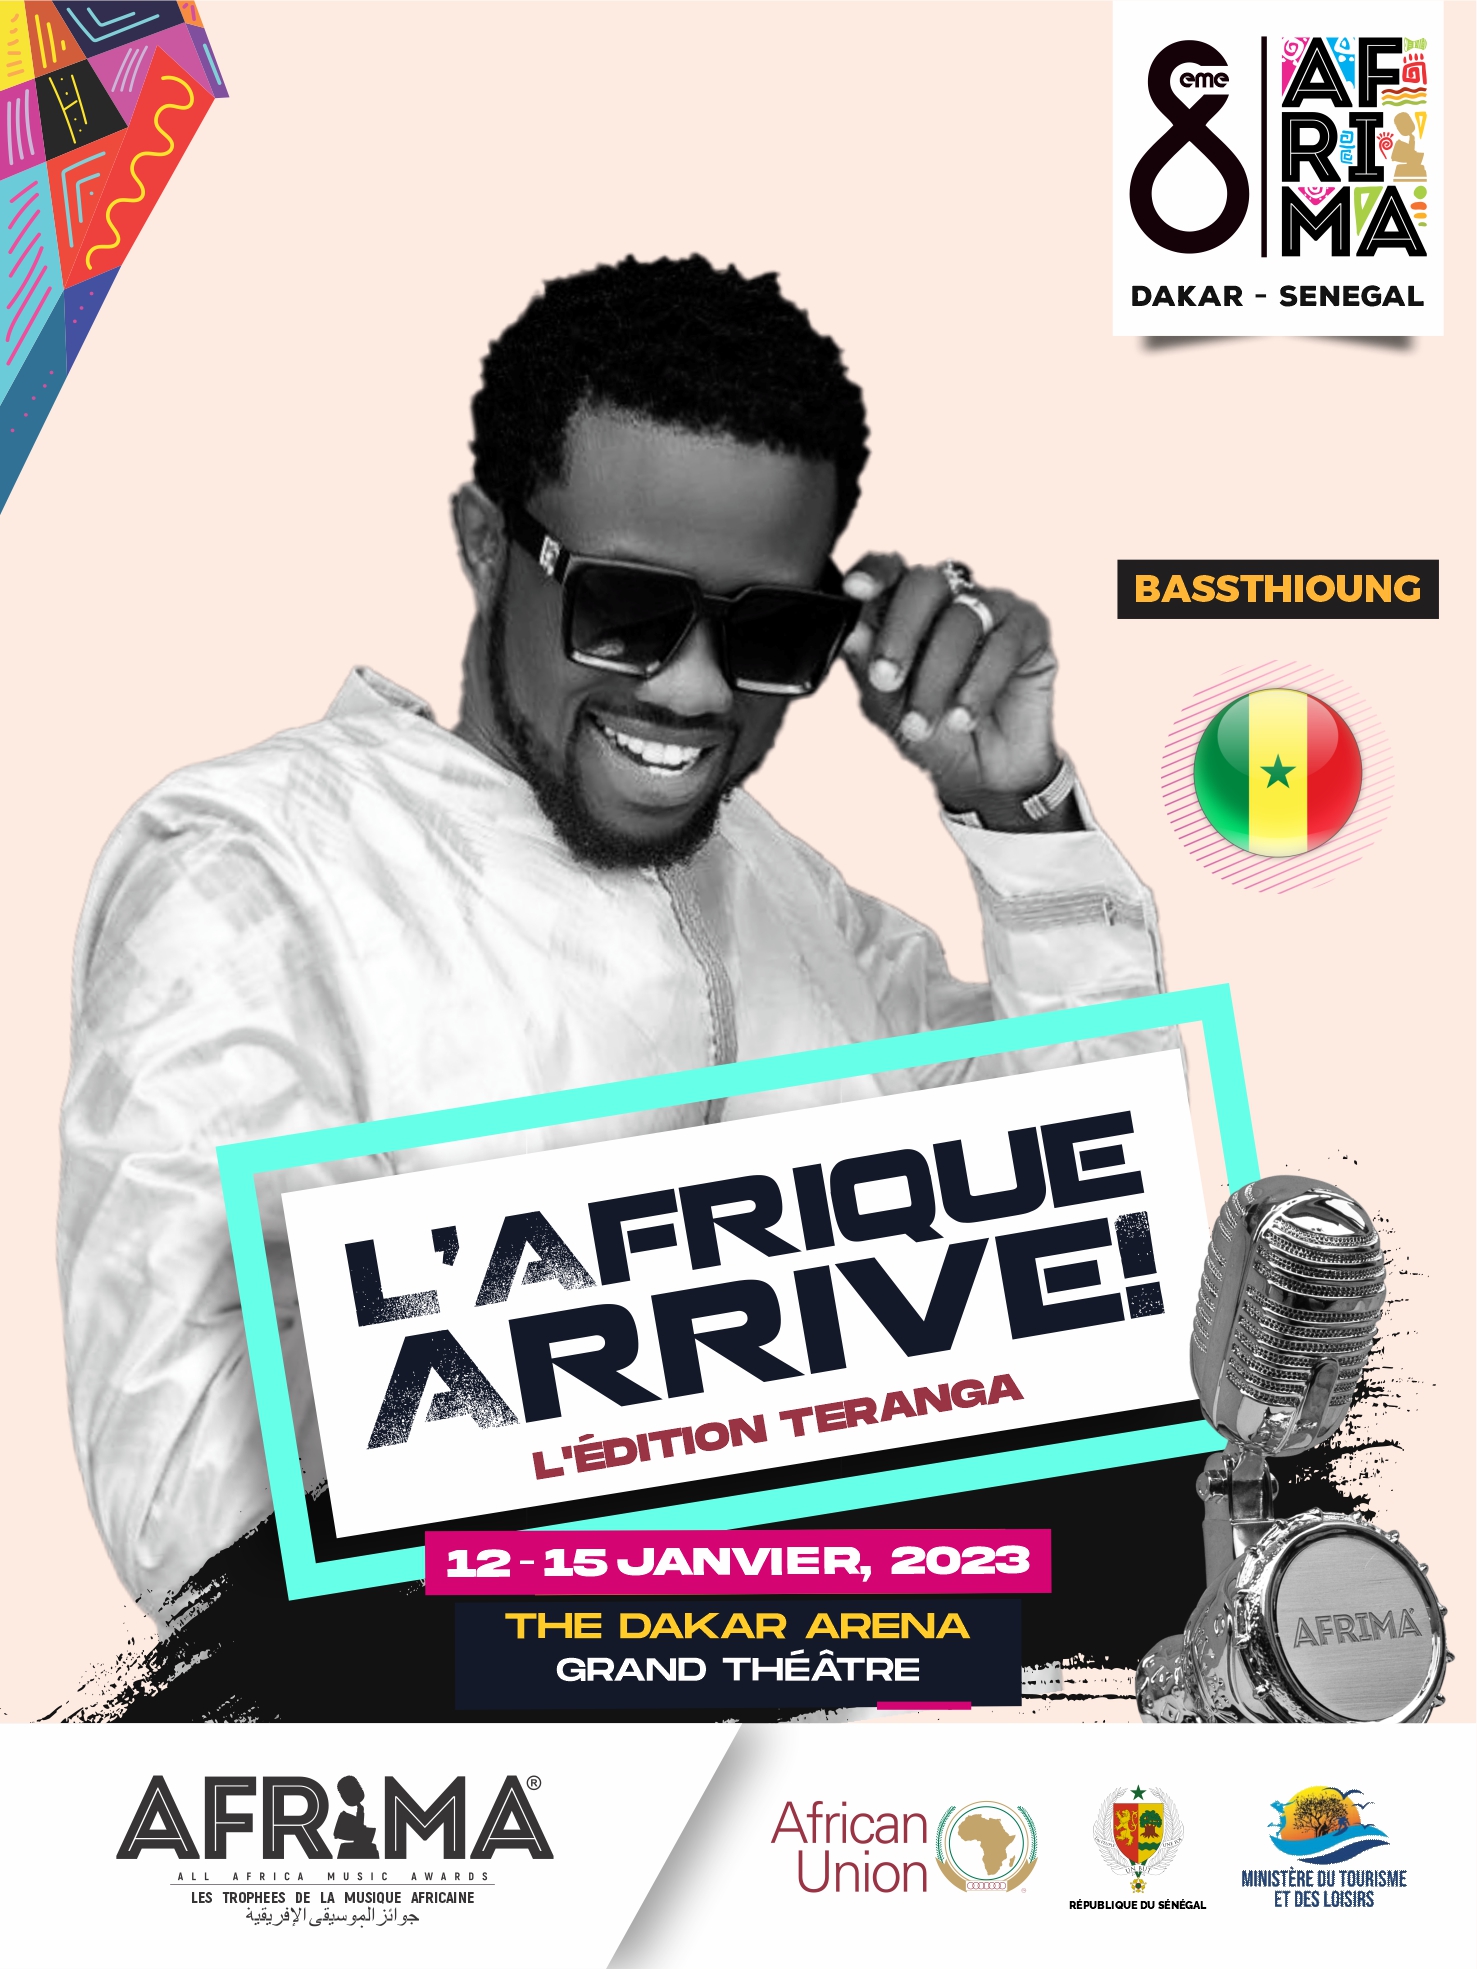 8eme
AFRIMA
DAKAR - SENEGAL
BASSTHIOUNG
L'AFRIQUE
ARRIVE!
L'ÉDITION TERANGA
12 - 15 JANVIER, 2023
THE DAKAR ARENA
GRAND THÉÂTRE
AFRIMA
AFRIMA®
ALL AFRICA MUSIC AWARDS
LES TROPHEES DE LA MUSIQUE AFRICAINE
جوائز الموسيقى الإفريقية
African
Union
RÉPUBLIQUE DU SÉNÉGAL
MINISTÈRE DU TOURISME
ET DES LOISIRS